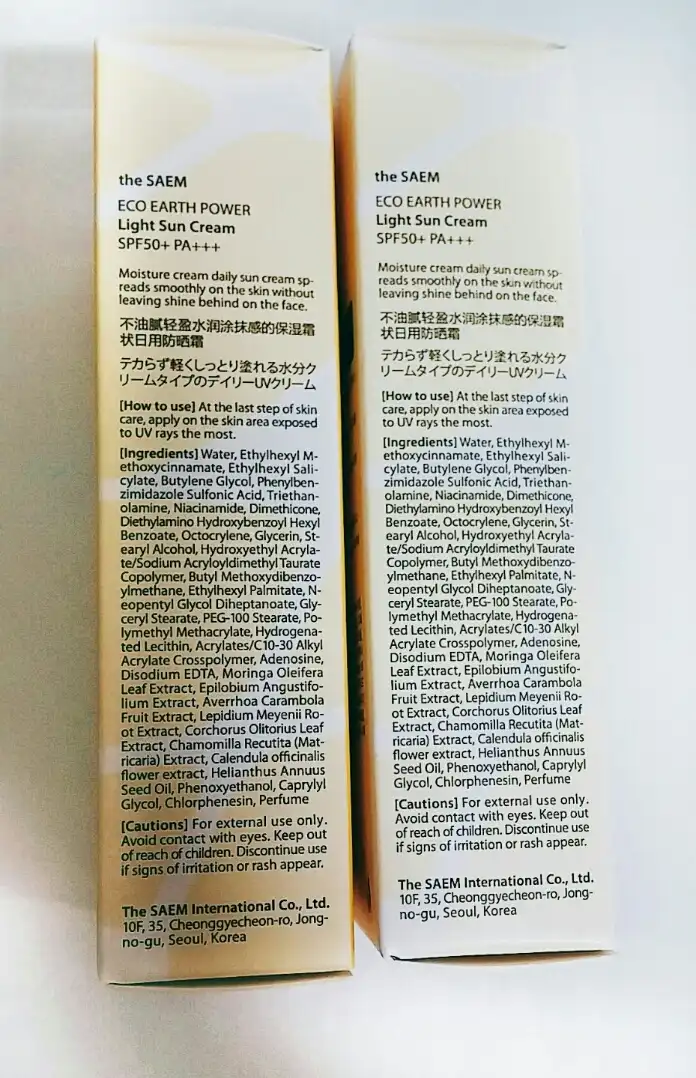 the SAEM
ECO EARTH POWER
Light Sun Cream
SPF50+ PA+++
Moisture cream daily sun cream sp-
reads smoothly on the skin without
leaving shine behind on the face.
不油腻轻盈水润涂抹感的保湿霜
状日用防晒霜
テカらず軽くしっとり塗れる水分ク
リームタイプのデイリーUVクリーム
[How to use] At the last step of skin
care, apply on the skin area exposed
to UV rays the most.
[Ingredients] Water, Ethylhexyl M-
ethoxycinnamate, Ethylhexyl Sali-
cylate, Butylene Glycol, Phenylben-
zimidazole Sulfonic Acid, Triethan-
olamine, Niacinamide, Dimethicone,
Diethylamino Hydroxybenzoyl Hexyl
Benzoate, Octocrylene, Glycerin, St-
earyl Alcohol, Hydroxyethyl Acryla-
te/Sodium Acryloyldimethyl Taurate
Copolymer, Butyl Methoxydibenzo-
ylmethane, Ethylhexyl Palmitate, N-
eopentyl Glycol Diheptanoate, Gly-
ceryl Stearate, PEG-100 Stearate, Po-
lymethyl Methacrylate, Hydrogena-
ted Lecithin, Acrylates/C10-30 Alkyl
Acrylate Crosspolymer, Adenosine,
Disodium EDTA, Moringa Oleifera
Leaf Extract, Epilobium Angustifo-
lium Extract, Averrhoa Carambola
Fruit Extract, Lepidium Meyenii Ro-
ot Extract, Corchorus Olitorius Leaf
Extract, Chamomilla Recutita (Mat-
ricaria) Extract, Calendula officinalis
flower extract, Helianthus Annuus
Seed Oil, Phenoxyethanol, Caprylyl
Glycol, Chlorphenesin, Perfume
[Cautions] For external use only.
Avoid contact with eyes. Keep out
of reach of children. Discontinue use
if signs of irritation or rash appear.
The SAEM International Co., Ltd.
10F, 35, Cheonggyecheon-ro, Jong-
no-gu, Seoul, Korea
the SAEM
ECO EARTH POWER
Light Sun Cream
SPF50+ PA+++
Moisture cream daily sun cream sp-
reads smoothly on the skin without
leaving shine behind on the face.
不油腻轻盈水润涂抹感的保湿霜
状日用防晒霜
テカらず軽くしっとり塗れる水分ク
リームタイプのデイリーUVクリーム
[How to use] At the last step of skin
care, apply on the skin area exposed
to UV rays the most.
[Ingredients] Water, Ethylhexyl M-
ethoxycinnamate, Ethylhexyl Sali-
cylate, Butylene Glycol, Phenylben-
zimidazole Sulfonic Acid, Triethan-
olamine, Niacinamide, Dimethicone,
Diethylamino Hydroxybenzoyl Hexyl
Benzoate, Octocrylene, Glycerin, St-
earyl Alcohol, Hydroxyethyl Acryla-
te/Sodium Acryloyldimethyl Taurate
Copolymer, Butyl Methoxydibenzo-
ylmethane, Ethylhexyl Palmitate, N-
eopentyl Glycol Diheptanoate, Gly-
ceryl Stearate, PEG-100 Stearate, Po-
lymethyl Methacrylate, Hydrogena-
ted Lecithin, Acrylates/C10-30 Alkyl
Acrylate Crosspolymer, Adenosine,
Disodium EDTA, Moringa Oleifera
Leaf Extract, Epilobium Angustifo-
lium Extract, Averrhoa Carambola
Fruit Extract, Lepidium Meyenii Ro-
ot Extract, Corchorus Olitorius Leaf
Extract, Chamomilla Recutita (Mat-
ricaria) Extract, Calendula officinalis
flower extract, Helianthus Annuus
Seed Oil, Phenoxyethanol, Caprylyl
Glycol, Chlorphenesin, Perfume
[Cautions] For external use only.
Avoid contact with eyes. Keep out
of reach of children. Discontinue use
if signs of irritation or rash appear.
The SAEM International Co., Ltd.
10F, 35, Cheonggyecheon-ro, Jong-
no-gu, Seoul, Korea